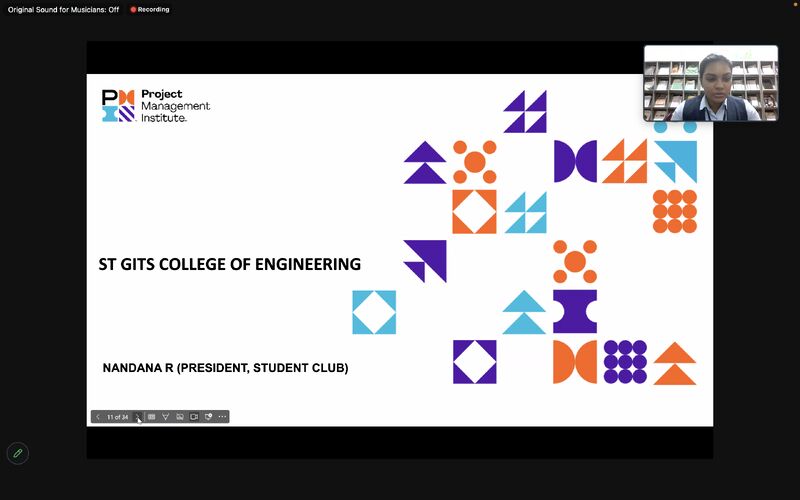 Original Sound for Musicians: Off
Recording
Project
Management
Institute.
ST GITS COLLEGE OF ENGINEERING
NANDANA R (PRESIDENT, STUDENT CLUB)
11 of 34